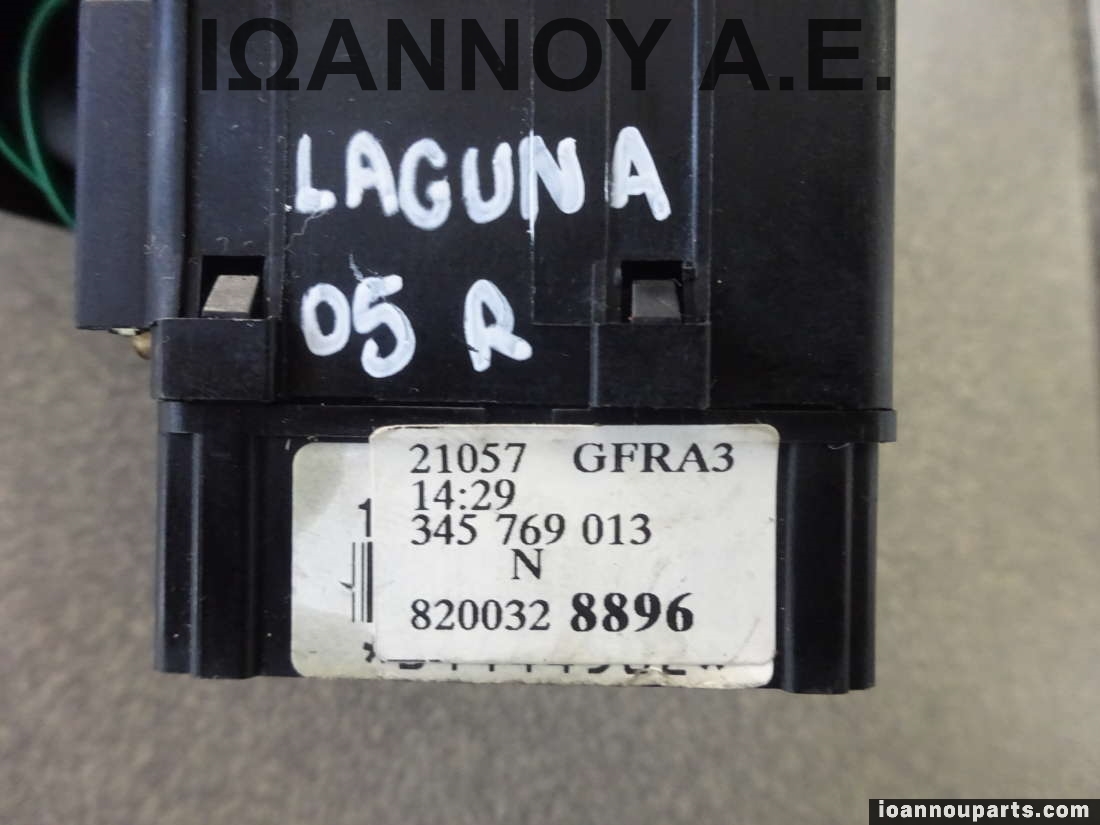 ΙΩΑΝΝΟΥ Α.Ε.
LAGUNA
05 R
21057 GFRA3
14:29
345 769 013
N
820032 8896
ioannouparts.com